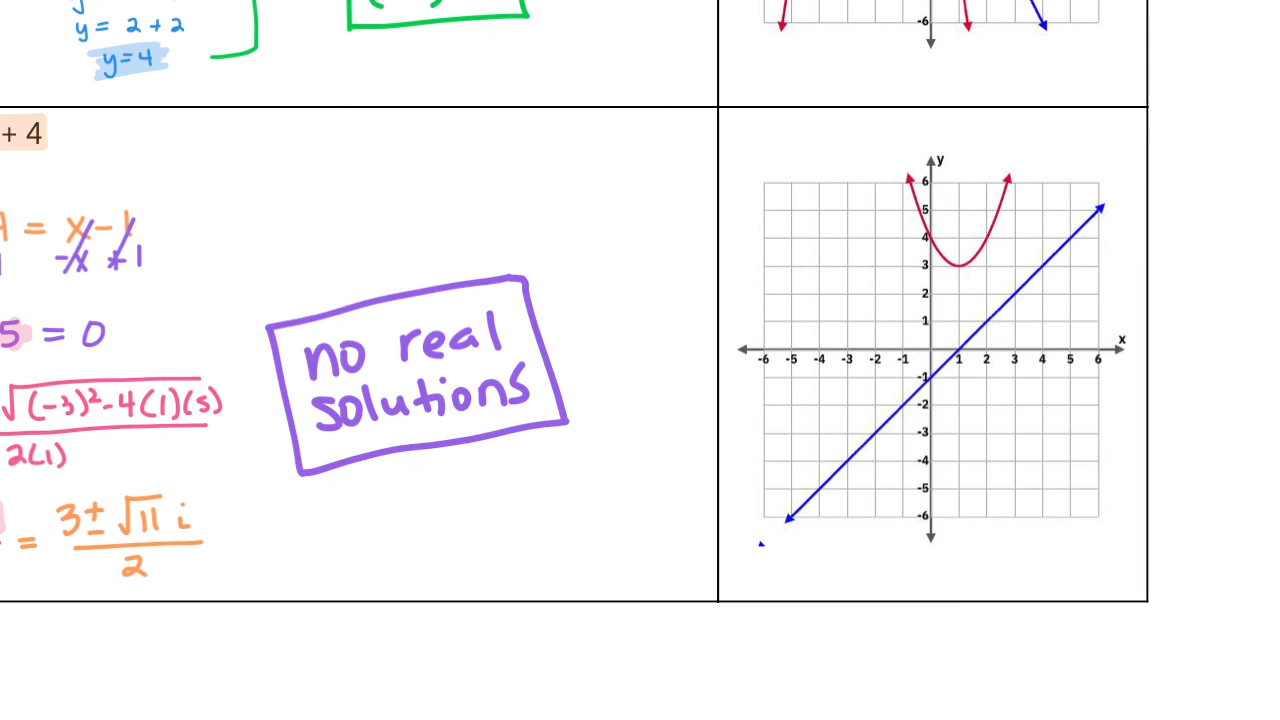 y = 2 + 2
y = 4
+ 4
= x - 1
-x + 1
5 = 0
√(-3)² - 4(1)(5)
2(1)
= 3 ± √11 i
2
no real
solutions
-6
y
6
5
4
3
2
1
x
-6 -5 -4 -3 -2 -1 1 2 3 4 5 6
-1
-2
-3
-4
-5
-6